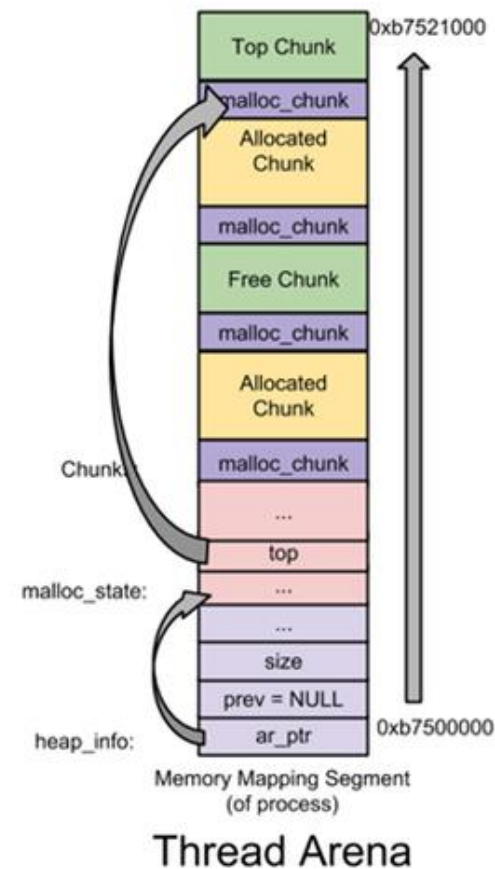 0xb7521000
Top Chunk
malloc_chunk
Allocated
Chunk
malloc_chunk
Free Chunk
malloc_chunk
Allocated
Chunk
malloc_chunk
Chunks:
...
top
malloc_state:
...
...
size
prev = NULL
heap_info:
ar_ptr
0xb7500000
Memory Mapping Segment
(of process)
Thread Arena